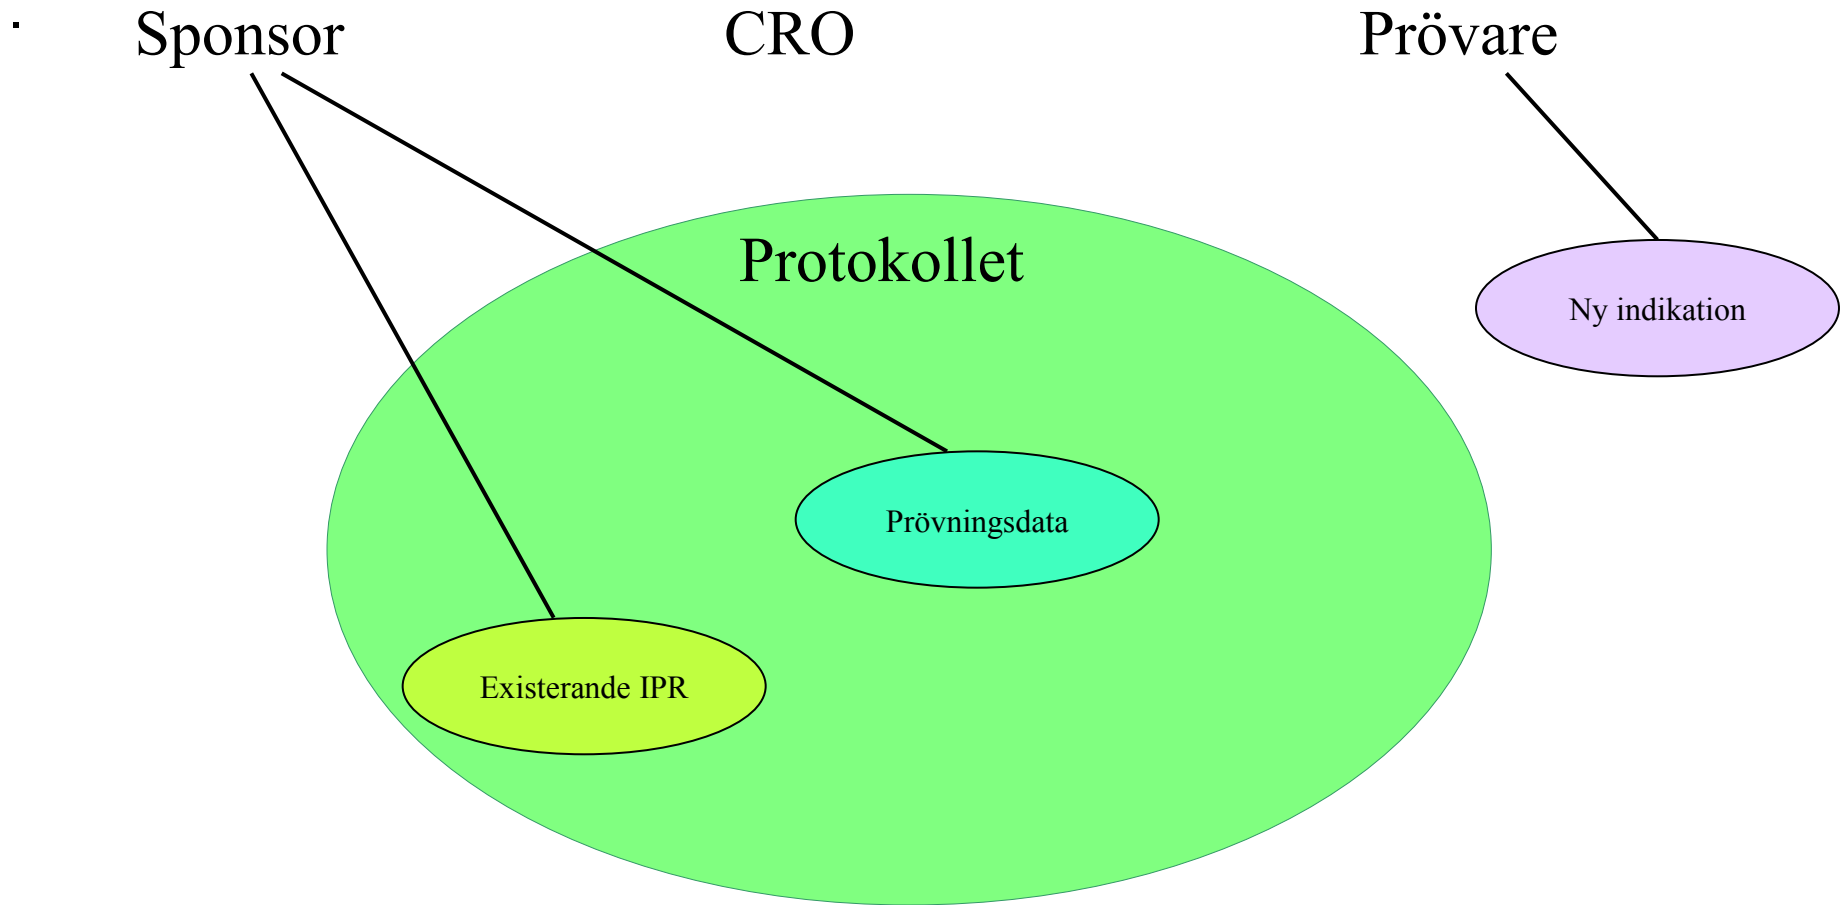 Sponsor
CRO
Prövare
Protokollet
Ny indikation
Prövningsdata
Existerande IPR